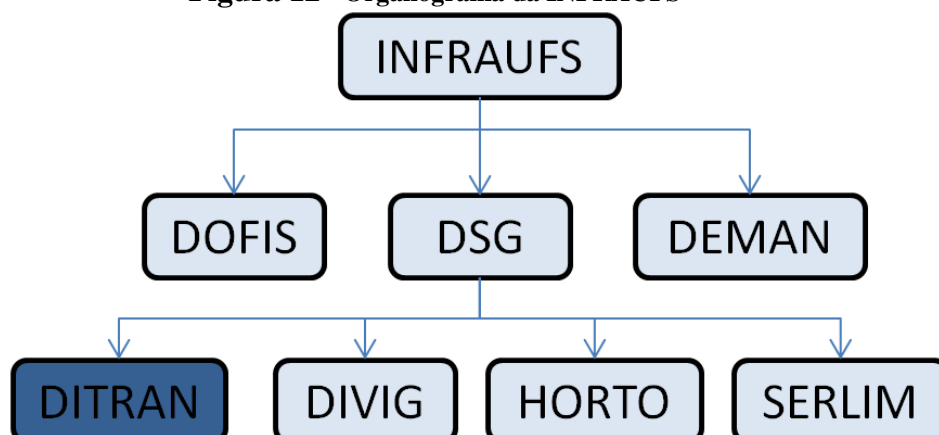 INFRAUFS
DOFIS DSG DEMAN
DITRAN DIVIG HORTO SERLIM